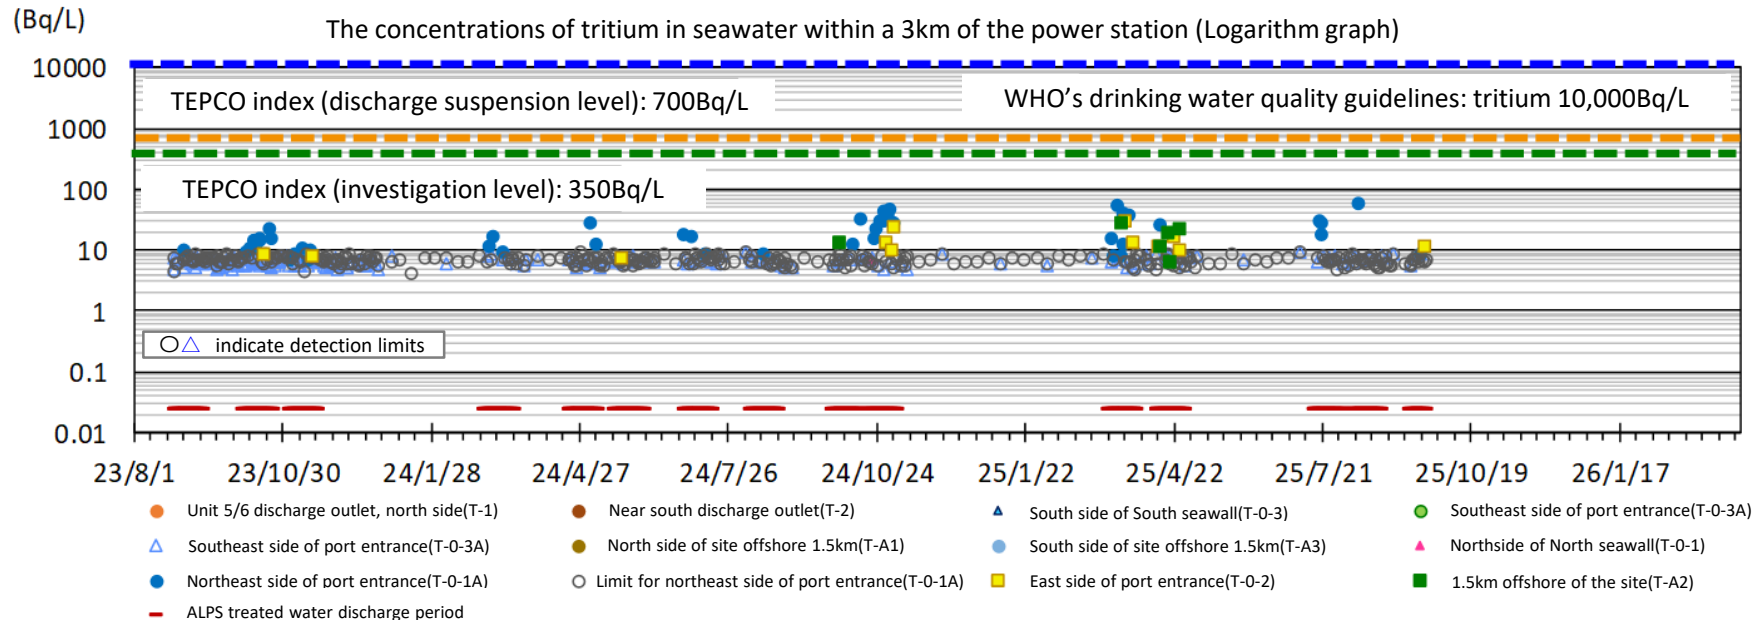 (Bq/L)
The concentrations of tritium in seawater within a 3km of the power station (Logarithm graph)
10000
TEPCO index (discharge suspension level): 700Bq/L
WHO's drinking water quality guidelines: tritium 10,000Bq/L
1000
TEPCO index (investigation level): 350Bq/L
100
10
1
○△ indicate detection limits
0.1
0.01
23/8/1 23/10/30 24/1/28 24/4/27 24/7/26 24/10/24 25/1/22 25/4/22 25/7/21 25/10/19 26/1/17
Unit 5/6 discharge outlet, north side(T-1)
Near south discharge outlet(T-2)
South side of South seawall(T-0-3)
Southeast side of port entrance(T-0-3A)
Southeast side of port entrance(T-0-3A)
North side of site offshore 1.5km(T-A1)
South side of site offshore 1.5km(T-A3)
Northside of North seawall(T-0-1)
Northeast side of port entrance(T-0-1A)
Limit for northeast side of port entrance(T-0-1A)
East side of port entrance(T-0-2)
1.5km offshore of the site(T-A2)
ALPS treated water discharge period